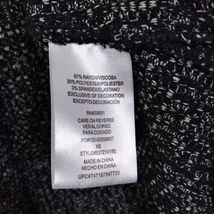 67% RAYON/VISCOSA
30% POLYESTER/POLIESTER
3% SPANDEX/ELASTANO
EXCLUSIVE OF DECORATION
EXCEPTO DECORACIÓN
CARE ON REVERSE
VER AL DORSO
PARA CUIDADO
XS
MADE IN CHINA
HECHO EN CHINA